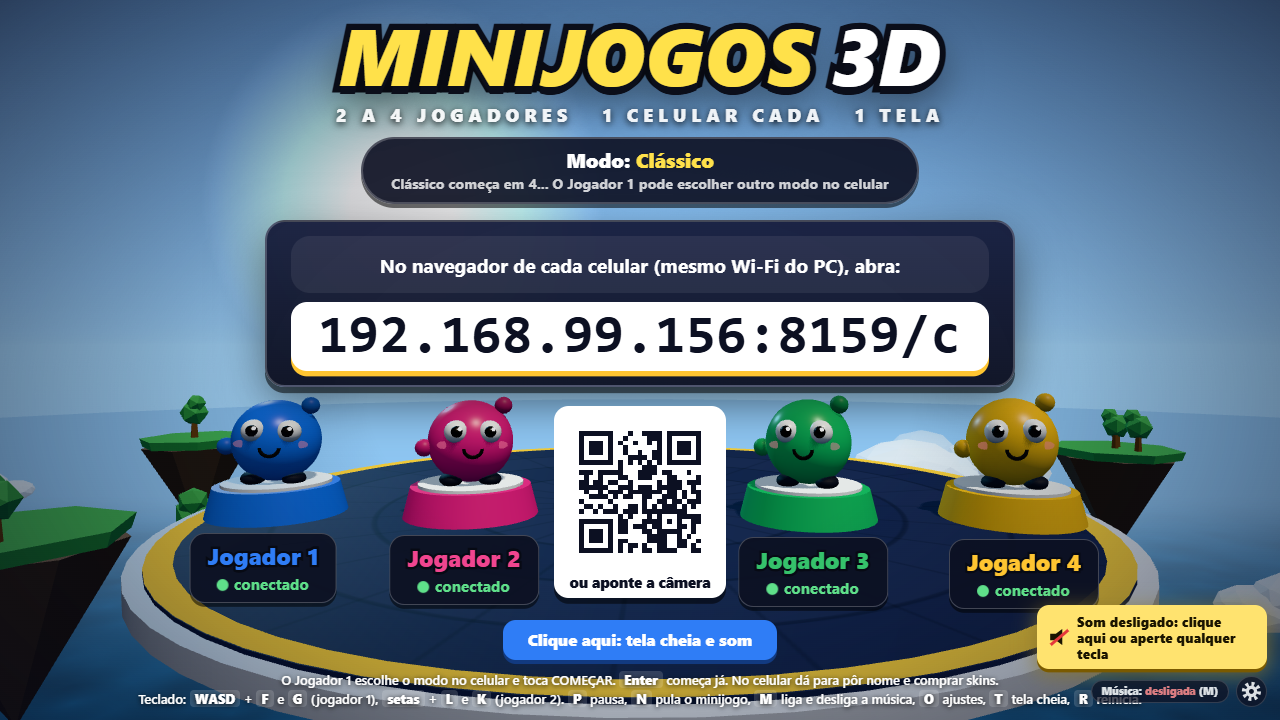 MINIJOGOS 3D
2 A 4 JOGADORES 1 CELULAR CADA 1 TELA
Modo: Clássico
Clássico começa em 4... O Jogador 1 pode escolher outro modo no celular
No navegador de cada celular (mesmo Wi-Fi do PC), abra:
192.168.99.156:8159/c
Jogador 1
conectado
Jogador 2
conectado
ou aponte a câmera
Jogador 3
conectado
Jogador 4
conectado
Clique aqui: tela cheia e som
Som desligado: clique
aqui ou aperte qualquer
tecla
O Jogador 1 escolhe o modo no celular e toca COMEÇAR. Enter começa já. No celular dá para pôr nome e comprar skins.
Teclado: WASD + F e G (jogador 1), setas + L e K (jogador 2). P pausa, N pula o minijogo, M liga e desliga a música, O ajustes, T tela cheia, R reinicia.
Música: desligada (M)